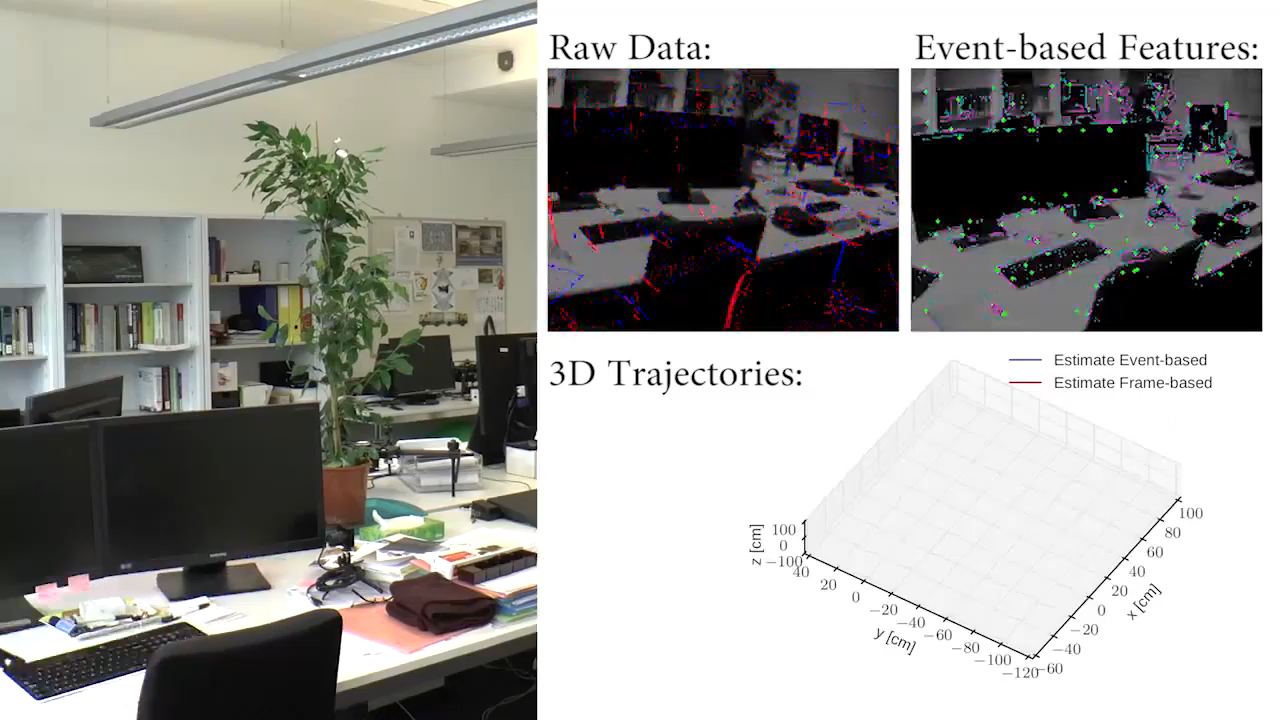 Raw Data:
Event-based Features:
3D Trajectories:
Estimate Event-based
Estimate Frame-based
z [cm]
100
0
−100
40
20
0
−20
−40
−60
−80
−100
−120
y [cm]
−60
−40
−20
0
20
40
60
80
100
x [cm]